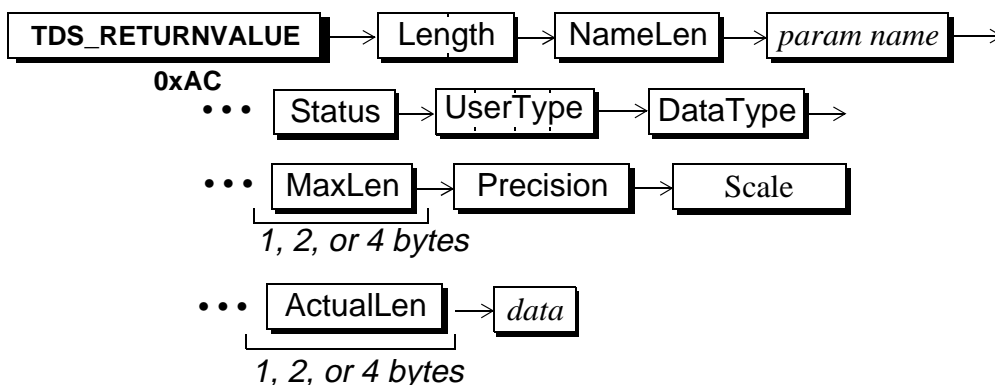 TDS_RETURNVALUE Length NameLen param name
0xAC
••• Status UserType DataType
••• MaxLen Precision Scale
1, 2, or 4 bytes
••• ActualLen data
1, 2, or 4 bytes